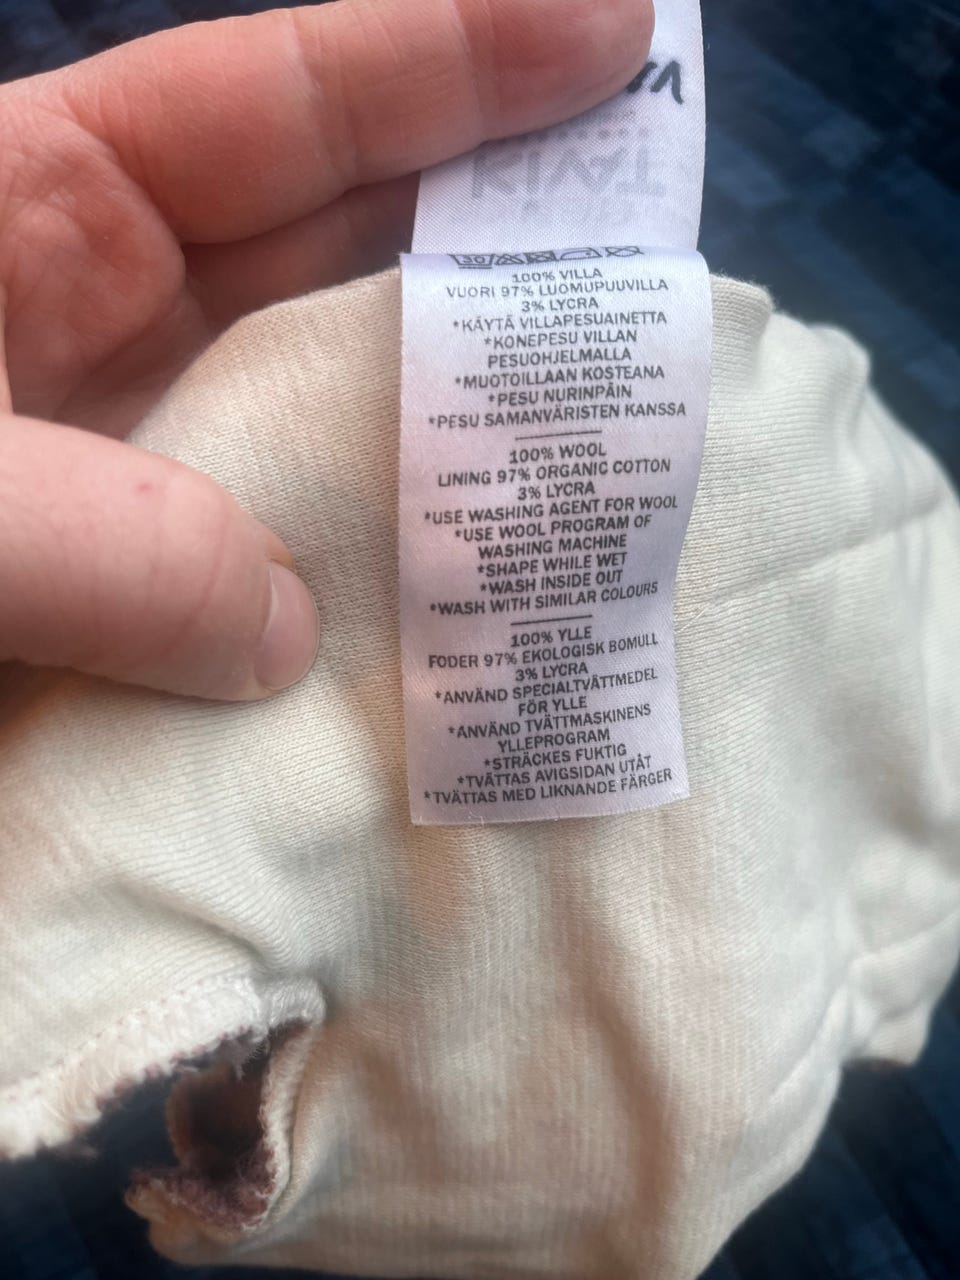 KIVAT
30
100% VILLA
VUORI 97% LUOMUPUUVILLA
3% LYCRA
*KÄYTÄ VILLAPESUAINETTA
*KONEPESU VILLAN
PESUOHJELMALLA
*MUOTOILLAAN KOSTEANA
*PESU NURINPÄIN
*PESU SAMANVÄRISTEN KANSSA
100% WOOL
LINING 97% ORGANIC COTTON
3% LYCRA
*USE WASHING AGENT FOR WOOL
*USE WOOL PROGRAM OF
WASHING MACHINE
*SHAPE WHILE WET
*WASH INSIDE OUT
*WASH WITH SIMILAR COLOURS
100% YLLE
FODER 97% EKOLOGISK BOMULL
3% LYCRA
*ANVÄND SPECIALTVÄTTMEDEL
FÖR YLLE
*ANVÄND TVÄTTMASKINENS
YLLEPROGRAM
*STRÄCKES FUKTIG
*TVÄTTAS AVIGSIDAN UTÅT
*TVÄTTAS MED LIKNANDE FÄRGER